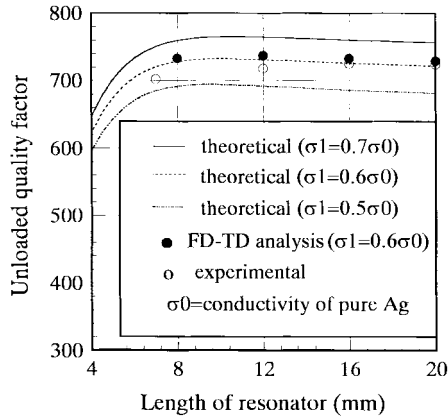 800
700
600
500
400
300
Unloaded quality factor
theoretical (σ1=0.7σ0)
theoretical (σ1=0.6σ0)
theoretical (σ1=0.5σ0)
FD-TD analysis (σ1=0.6σ0)
experimental
σ0=conductivity of pure Ag
4 8 12 16 20
Length of resonator (mm)